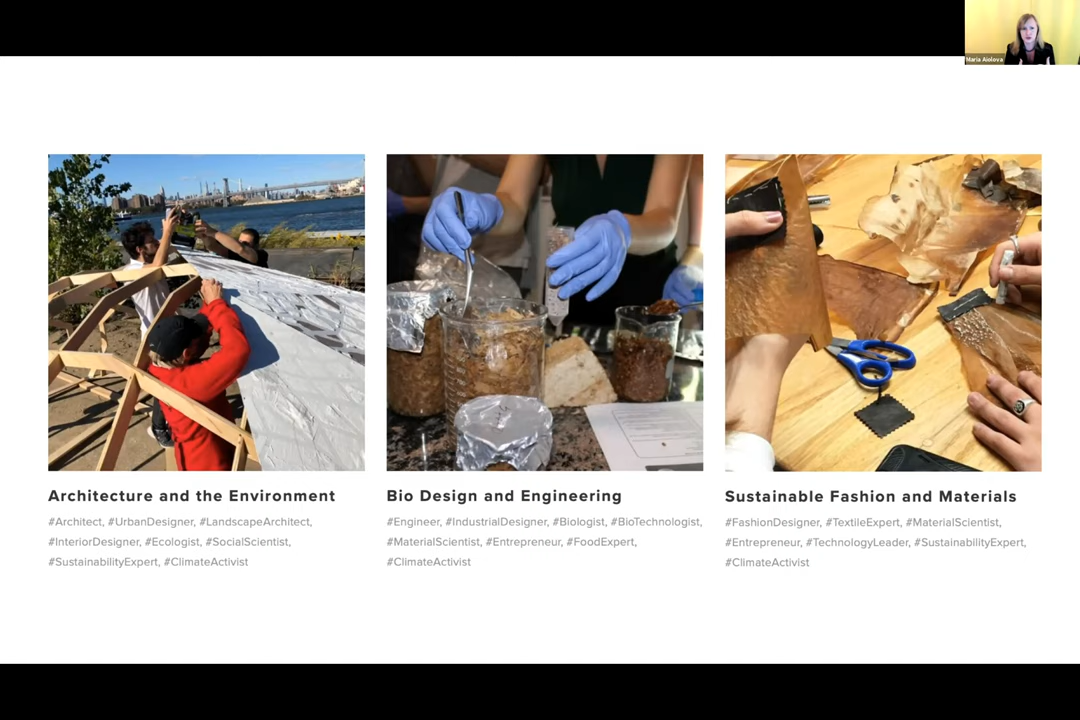 Maria Aiolova
Architecture and the Environment
#Architect, #UrbanDesigner, #LandscapeArchitect,
#InteriorDesigner, #Ecologist, #SocialScientist,
#SustainabilityExpert, #ClimateActivist
Bio Design and Engineering
#Engineer, #IndustrialDesigner, #Biologist, #BioTechnologist,
#MaterialScientist, #Entrepreneur, #FoodExpert,
#ClimateActivist
Sustainable Fashion and Materials
#FashionDesigner, #TextileExpert, #MaterialScientist,
#Entrepreneur, #TechnologyLeader, #SustainabilityExpert,
#ClimateActivist